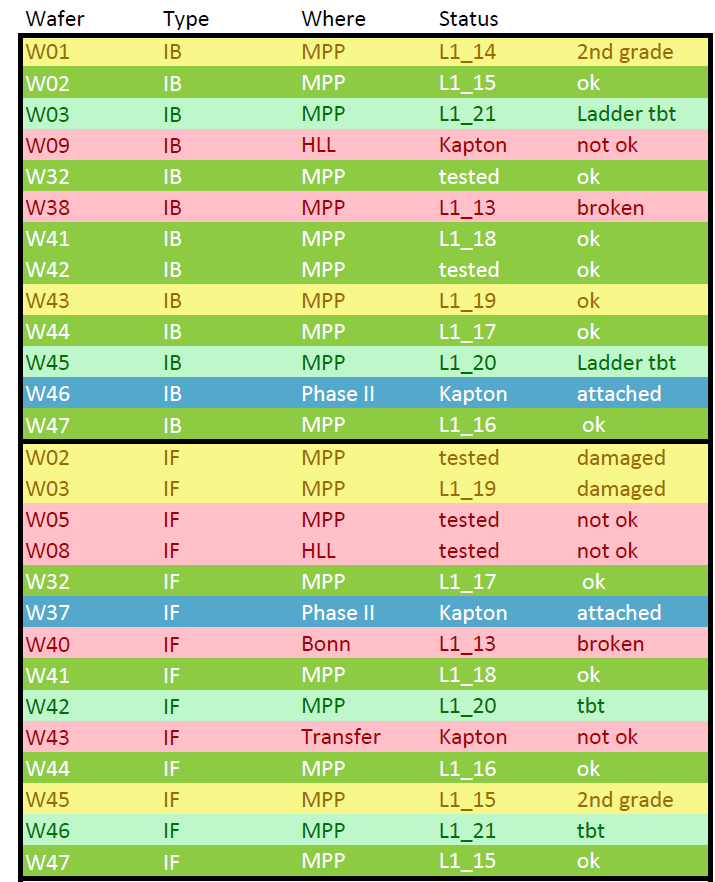 Wafer Type Where Status
W01 IB MPP L1_14 2nd grade
W02 IB MPP L1_15 ok
W03 IB MPP L1_21 Ladder tbt
W09 IB HLL Kapton not ok
W32 IB MPP tested ok
W38 IB MPP L1_13 broken
W41 IB MPP L1_18 ok
W42 IB MPP tested ok
W43 IB MPP L1_19 ok
W44 IB MPP L1_17 ok
W45 IB MPP L1_20 Ladder tbt
W46 IB Phase II Kapton attached
W47 IB MPP L1_16 ok
W02 IF MPP tested damaged
W03 IF MPP L1_19 damaged
W05 IF MPP tested not ok
W08 IF HLL tested not ok
W32 IF MPP L1_17 ok
W37 IF Phase II Kapton attached
W40 IF Bonn L1_13 broken
W41 IF MPP L1_18 ok
W42 IF MPP L1_20 tbt
W43 IF Transfer Kapton not ok
W44 IF MPP L1_16 ok
W45 IF MPP L1_15 2nd grade
W46 IF MPP L1_21 tbt
W47 IF MPP L1_15 ok